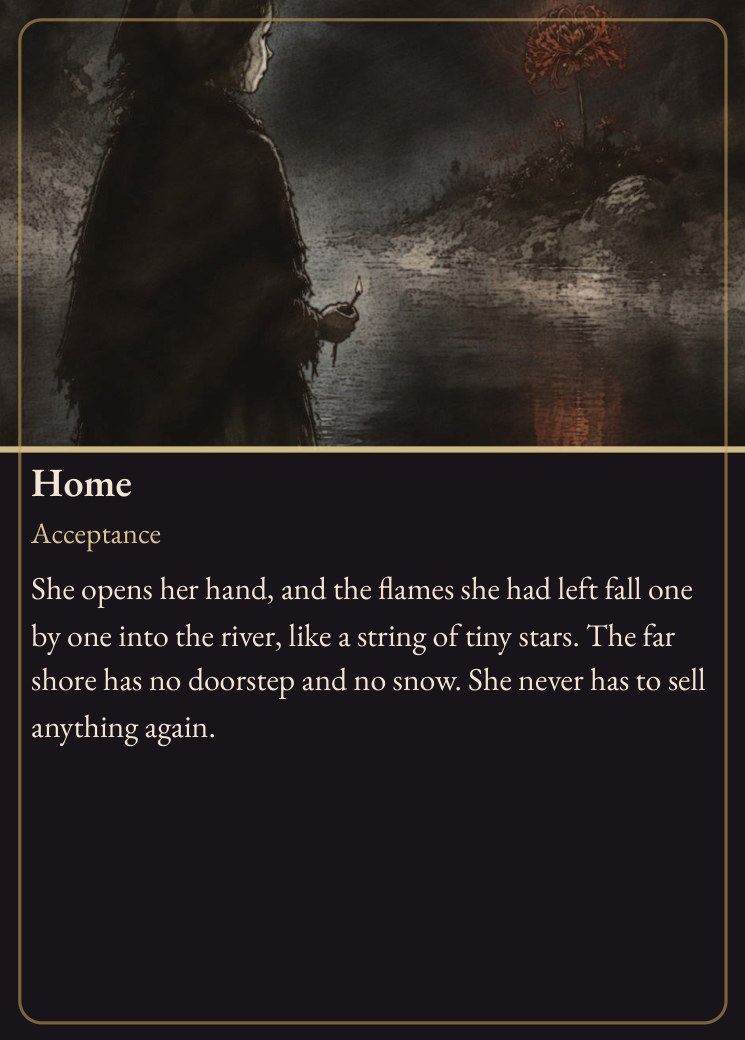 Home
Acceptance
She opens her hand, and the flames she had left fall one
by one into the river, like a string of tiny stars. The far
shore has no doorstep and no snow. She never has to sell
anything again.